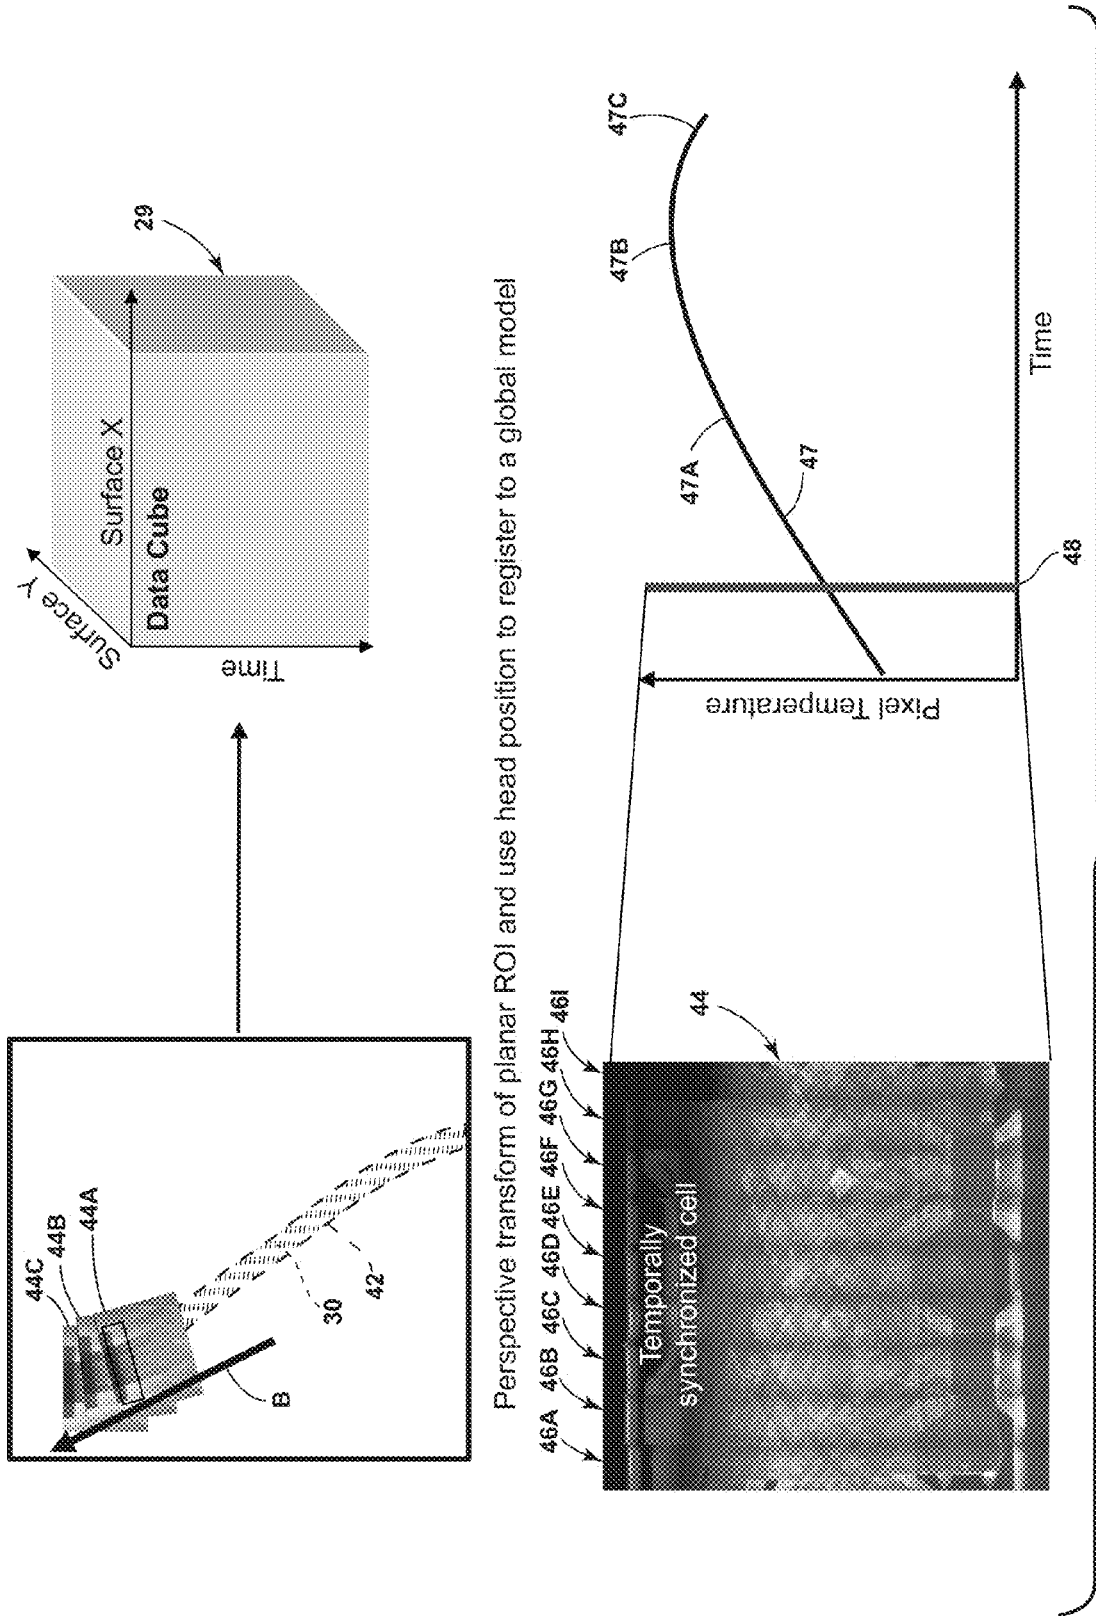 44C
44B
44A
30
42
B
Surface Y
Surface X
Data Cube
Time
29
Perspective transform of planar ROI and use head position to register to a global model
46A
46B
46C
46D
46E
46F
46G
46H
46I
Temporally
synchronized cell
44
Pixel Temperature
47
47A
47B
47C
48
Time